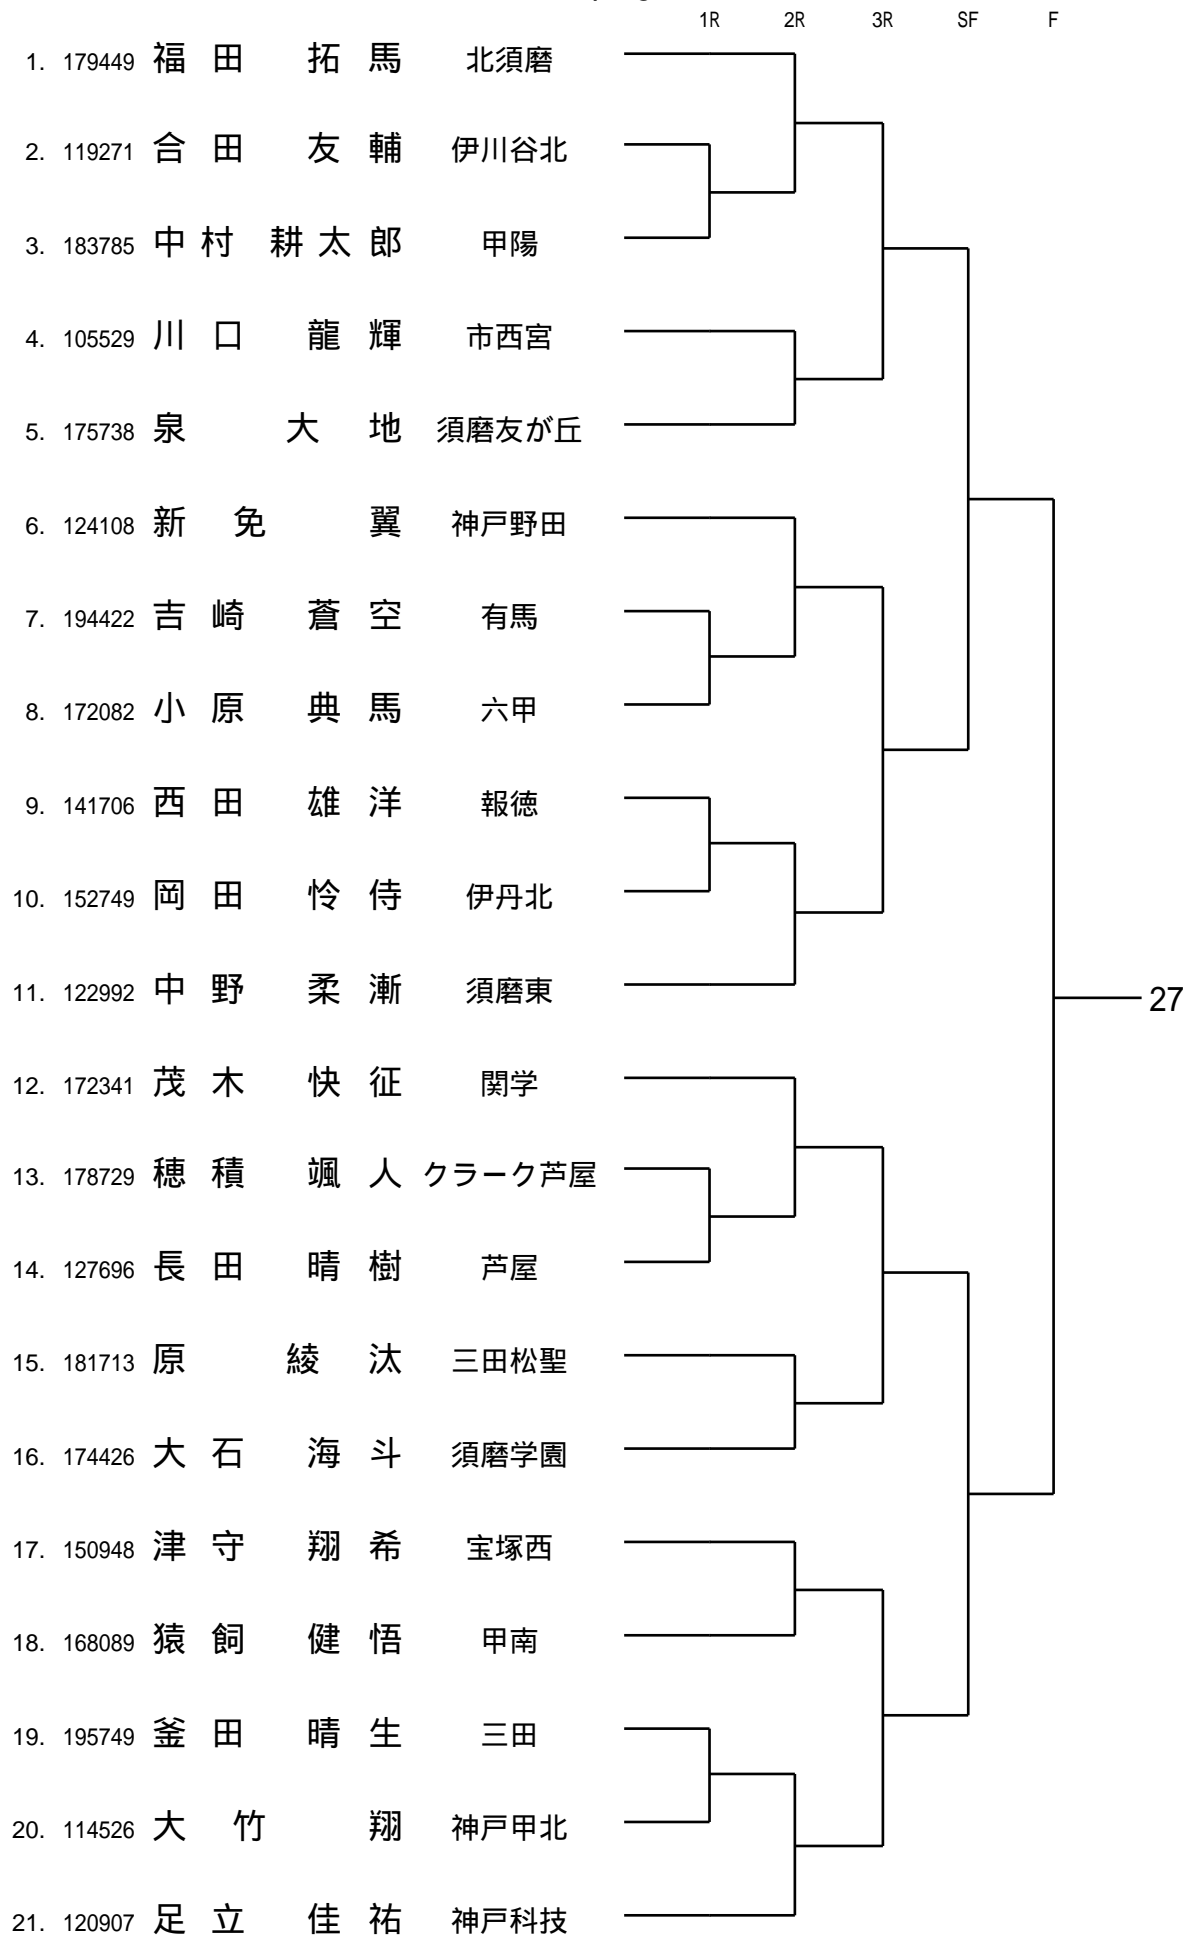 1R 2R 3R SF F
1. 179449 福田 拓馬 北須磨
2. 119271 合田 友輔 伊川谷北
3. 183785 中村 耕太郎 甲陽
4. 105529 川口 龍輝 市西宮
5. 175738 泉 大地 須磨友が丘
6. 124108 新免 翼 神戸野田
7. 194422 吉崎 蒼空 有馬
8. 172082 小原 典馬 六甲
9. 141706 西田 雄洋 報徳
10. 152749 岡田 怜侍 伊丹北
11. 122992 中野 柔漸 須磨東
27
12. 172341 茂木 快征 関学
13. 178729 穂積 颯人 クラーク芦屋
14. 127696 長田 晴樹 芦屋
15. 181713 原 綾汰 三田松聖
16. 174426 大石 海斗 須磨学園
17. 150948 津守 翔希 宝塚西
18. 168089 猿飼 健悟 甲南
19. 195749 釜田 晴生 三田
20. 114526 大竹 翔 神戸甲北
21. 120907 足立 佳祐 神戸科技